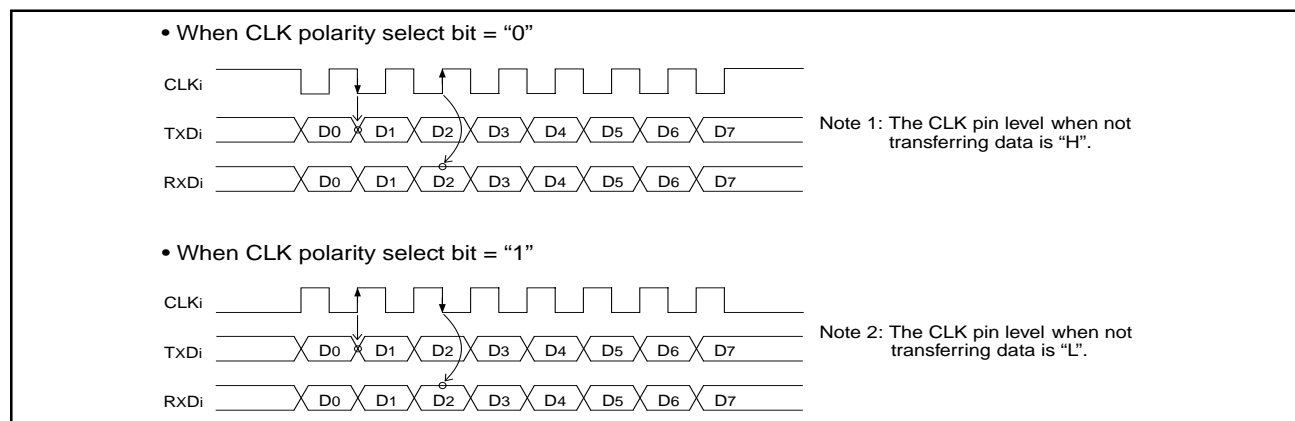 • When CLK polarity select bit = “0”
CLKi
TxDi D0 D1 D2 D3 D4 D5 D6 D7
RxDi D0 D1 D2 D3 D4 D5 D6 D7
Note 1: The CLK pin level when not
transferring data is “H”.
• When CLK polarity select bit = “1”
CLKi
TxDi D0 D1 D2 D3 D4 D5 D6 D7
RxDi D0 D1 D2 D3 D4 D5 D6 D7
Note 2: The CLK pin level when not
transferring data is “L”.